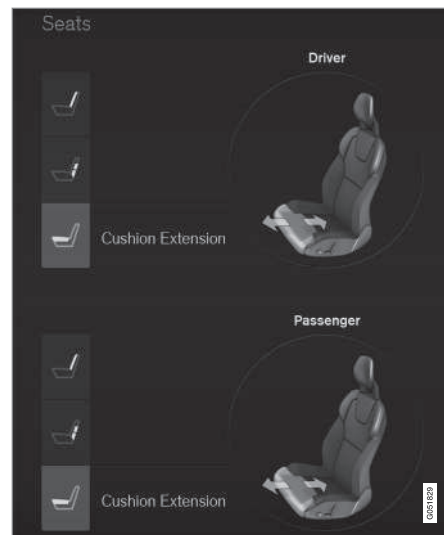 Seats
Driver
Cushion Extension
Passenger
Cushion Extension
G051829